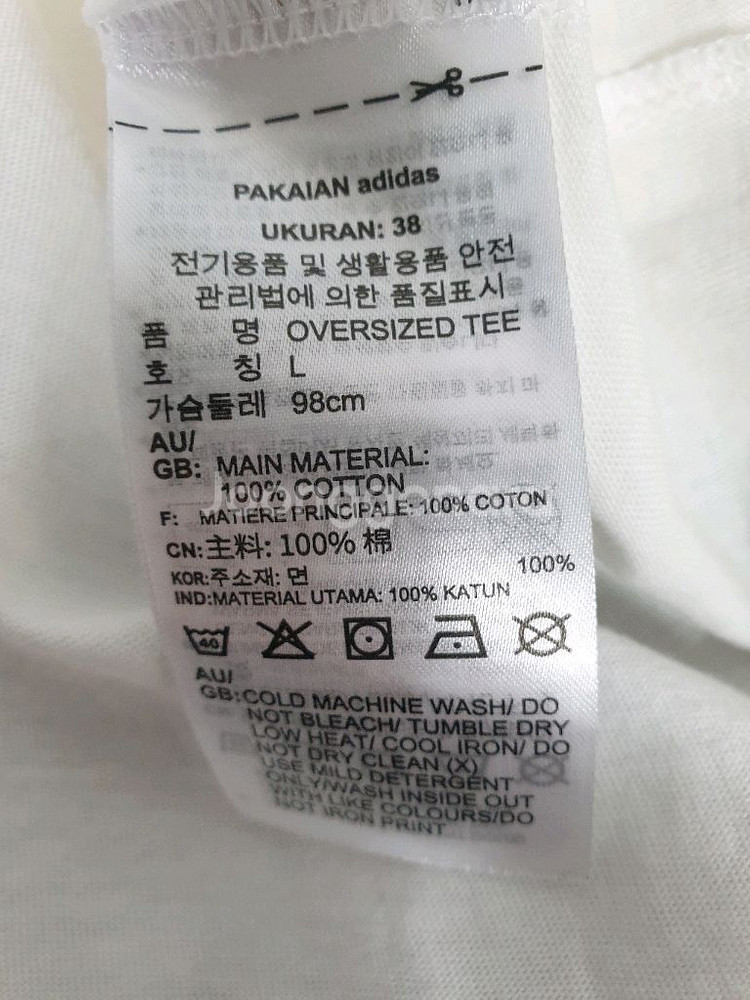 PAKAIAN adidas
UKURAN: 38
전기용품 및 생활용품 안전
관리법에 의한 품질표시
품 명 OVERSIZED TEE
호 칭 L
가슴둘레 98cm
AU/
GB: MAIN MATERIAL:
100% COTTON
F: MATIERE PRINCIPALE: 100% COTON
CN:主料: 100% 棉
KOR:주소재: 면 100%
IND:MATERIAL UTAMA: 100% KATUN
40
AU/
GB:COLD MACHINE WASH/ DO
NOT BLEACH/ TUMBLE DRY
LOW HEAT/ COOL IRON/ DO
NOT DRY CLEAN (X)
USE MILD DETERGENT
ONLY/WASH INSIDE OUT
WITH LIKE COLOURS/DO
NOT IRON PRINT